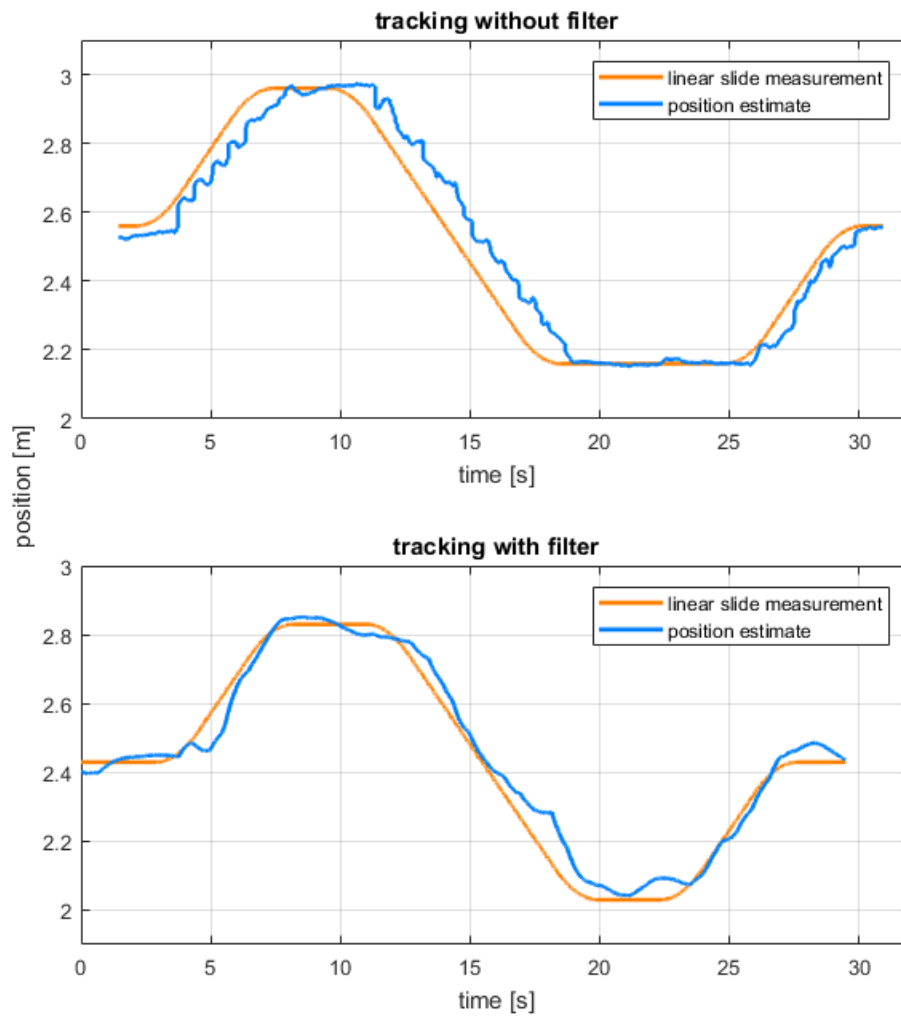 tracking without filter
linear slide measurement
position estimate
3
2.8
2.6
2.4
2.2
2
0 5 10 15 20 25 30
time [s]
position [m]
tracking with filter
linear slide measurement
position estimate
3
2.8
2.6
2.4
2.2
2
0 5 10 15 20 25 30
time [s]